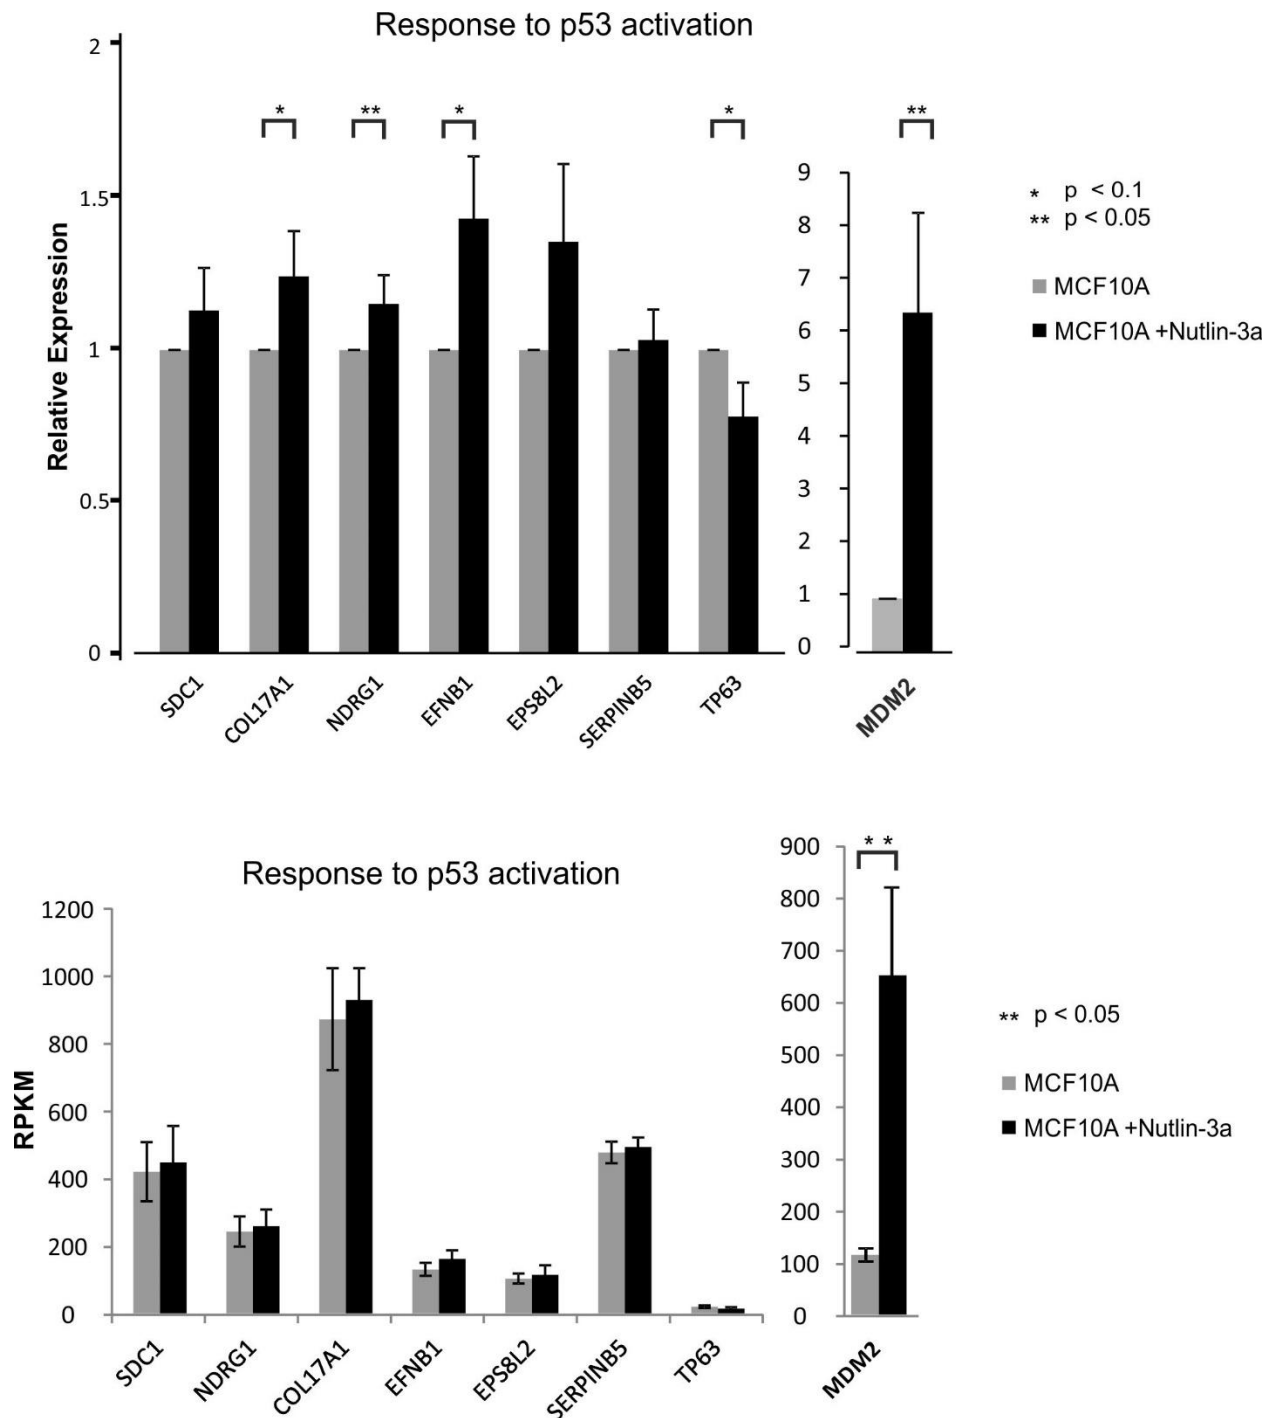 Response to p53 activation
Relative Expression
2
1.5
1
0.5
0
* ** * * **
SDC1
COL17A1
NDRG1
EFNB1
EPS8L2
SERPINB5
TP63
9
8
7
6
5
4
3
2
1
0
MDM2
* p < 0.1
** p < 0.05
MCF10A
MCF10A +Nutlin-3a
Response to p53 activation
RPKM
1200
1000
800
600
400
200
0
SDC1
NDRG1
COL17A1
EFNB1
EPS8L2
SERPINB5
TP63
900
800
700
600
500
400
300
200
100
0
* *
MDM2
** p < 0.05
MCF10A
MCF10A +Nutlin-3a